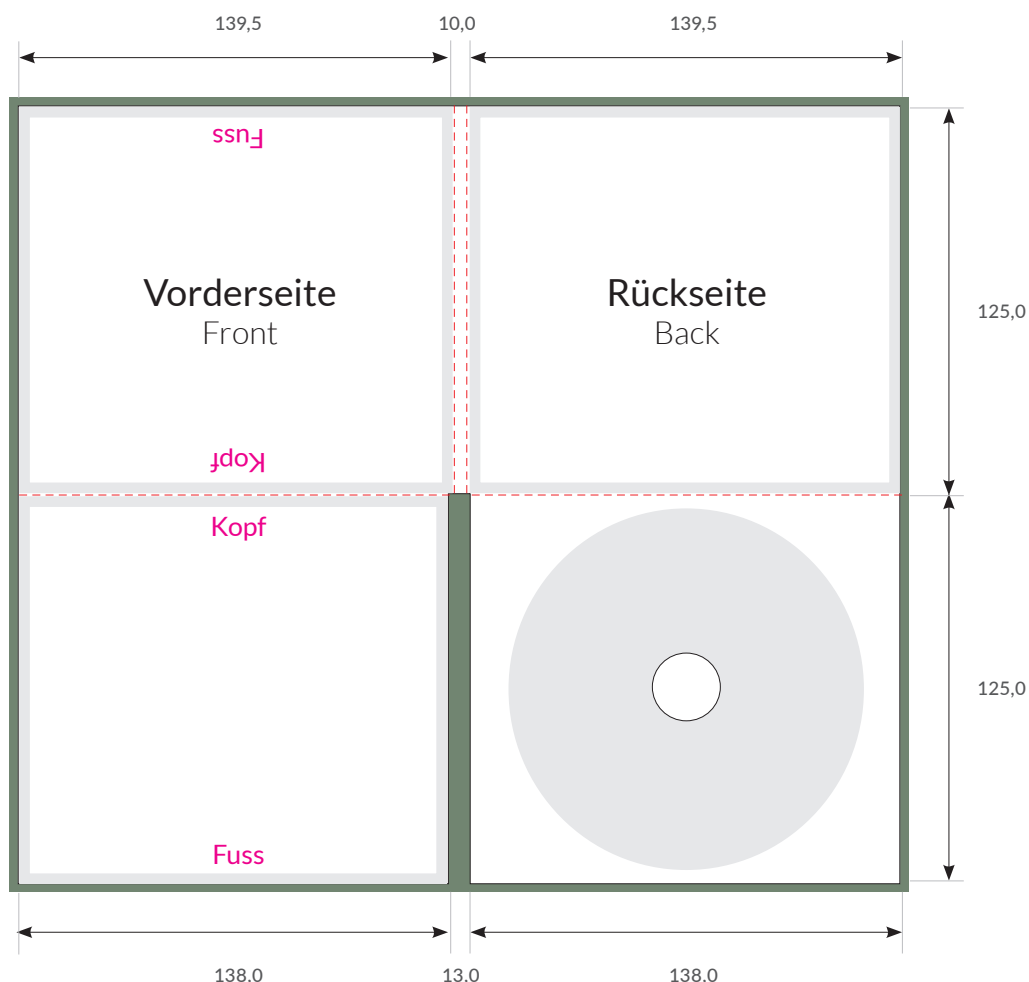 139,5 10,0 139,5
Fuss
Vorderseite
Front
Rückseite
Back
125,0
Kopf
Kopf
125,0
Fuss
138.0 13.0 138.0